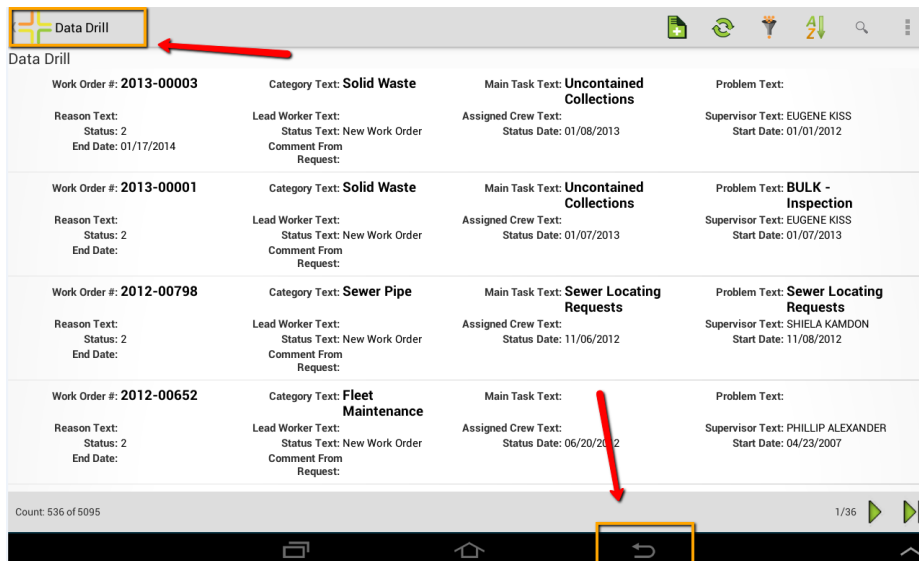 Data Drill
Data Drill
Work Order #: 2013-00003 Category Text: Solid Waste Main Task Text: Uncontained Problem Text:
Collections
Reason Text: Lead Worker Text: Assigned Crew Text: Supervisor Text: EUGENE KISS
Status: 2 Status Text: New Work Order Status Date: 01/08/2013 Start Date: 01/01/2012
End Date: 01/17/2014 Comment From
Request:
Work Order #: 2013-00001 Category Text: Solid Waste Main Task Text: Uncontained Problem Text: BULK -
Collections Inspection
Reason Text: Lead Worker Text: Assigned Crew Text: Supervisor Text: EUGENE KISS
Status: 2 Status Text: New Work Order Status Date: 01/07/2013 Start Date: 01/07/2013
End Date: Comment From
Request:
Work Order #: 2012-00798 Category Text: Sewer Pipe Main Task Text: Sewer Locating Problem Text: Sewer Locating
Requests Requests
Reason Text: Lead Worker Text: Assigned Crew Text: Supervisor Text: SHIELA KAMDON
Status: 2 Status Text: New Work Order Status Date: 11/06/2012 Start Date: 11/08/2012
End Date: Comment From
Request:
Work Order #: 2012-00652 Category Text: Fleet Main Task Text: Problem Text:
Maintenance
Reason Text: Lead Worker Text: Assigned Crew Text: Supervisor Text: PHILLIP ALEXANDER
Status: 2 Status Text: New Work Order Status Date: 06/20/2012 Start Date: 04/23/2007
End Date: Comment From
Request:
Count: 536 of 5095 1/36